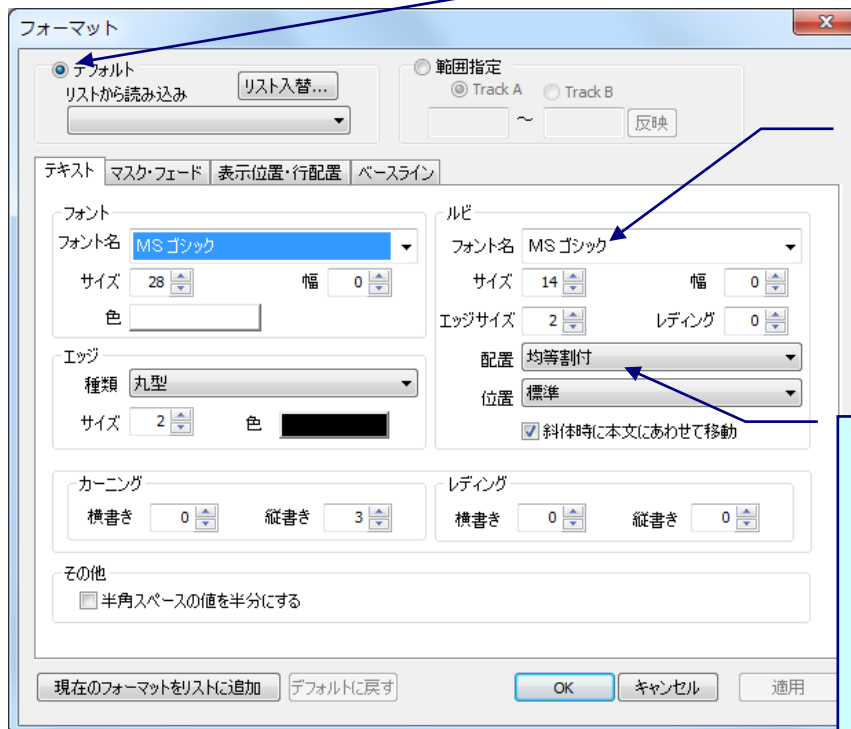 フォーマット
デフォルト
リストから読み込み
リスト入替...
範囲指定
Track A
Track B
～
反映
テキスト
マスク・フェード
表示位置・行配置
ベースライン
フォント
フォント名 MS ゴシック
サイズ 28
幅 0
色
エッジ
種類 丸型
サイズ 2
色
ルビ
フォント名 MS ゴシック
サイズ 14
幅 0
エッジサイズ 2
レディング 0
配置 均等割付
位置 標準
斜体時に本文にあわせて移動
カーニング
横書き 0
縦書き 3
レディング
横書き 0
縦書き 0
その他
半角スペースの値を半分にする
現在のフォーマットをリストに追加
デフォルトに戻す
OK
キャンセル
適用